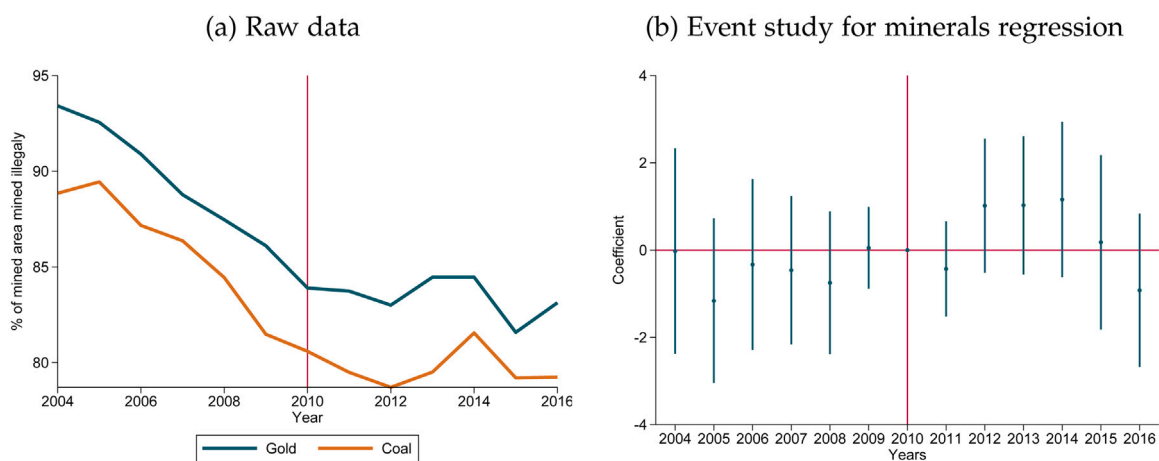 (a) Raw data
% of mined area mined illegaly
95
90
85
80
2004 2006 2008 2010 2012 2014 2016
Year
Gold Coal
(b) Event study for minerals regression
Coefficient
4
2
0
-2
-4
2004 2005 2006 2007 2008 2009 2010 2011 2012 2013 2014 2015 2016
Years